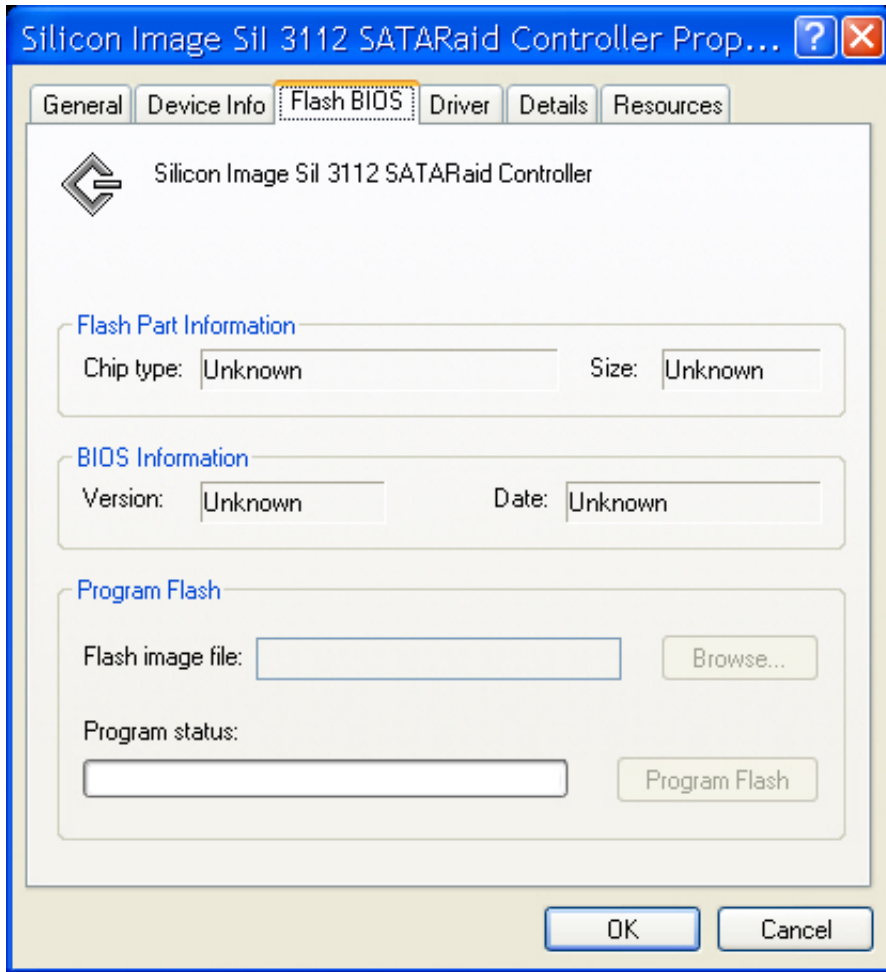 Silicon Image SiI 3112 SATARaid Controller Prop...
General Device Info Flash BIOS Driver Details Resources
Silicon Image SiI 3112 SATARaid Controller
Flash Part Information
Chip type: Unknown Size: Unknown
BIOS Information
Version: Unknown Date: Unknown
Program Flash
Flash image file: Browse...
Program status:
Program Flash
OK Cancel